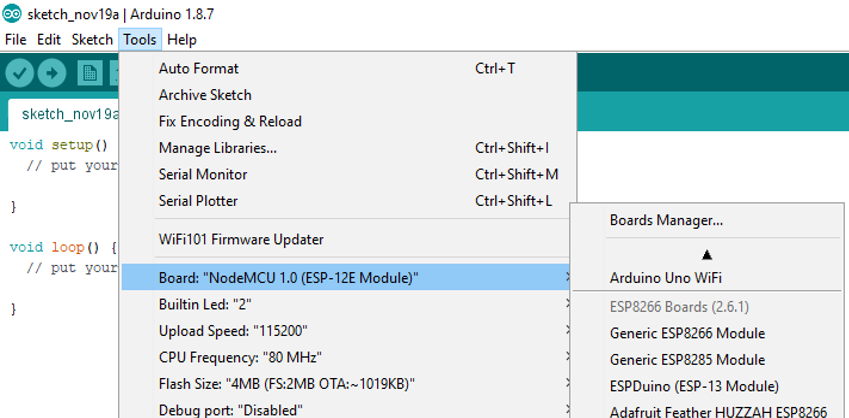 sketch_nov19a | Arduino 1.8.7
File Edit Sketch Tools Help
sketch_nov19a
void setup()
// put your
}
void loop() {
// put your
}
Auto Format Ctrl+T
Archive Sketch
Fix Encoding & Reload
Manage Libraries... Ctrl+Shift+I
Serial Monitor Ctrl+Shift+M
Serial Plotter Ctrl+Shift+L
WiFi101 Firmware Updater
Board: "NodeMCU 1.0 (ESP-12E Module)"
Builtin Led: "2"
Upload Speed: "115200"
CPU Frequency: "80 MHz"
Flash Size: "4MB (FS:2MB OTA:~1019KB)"
Debug port: "Disabled"
Boards Manager...
Arduino Uno WiFi
ESP8266 Boards (2.6.1)
Generic ESP8266 Module
Generic ESP8285 Module
ESPDuino (ESP-13 Module)
Adafruit Feather HUZZAH ESP8266